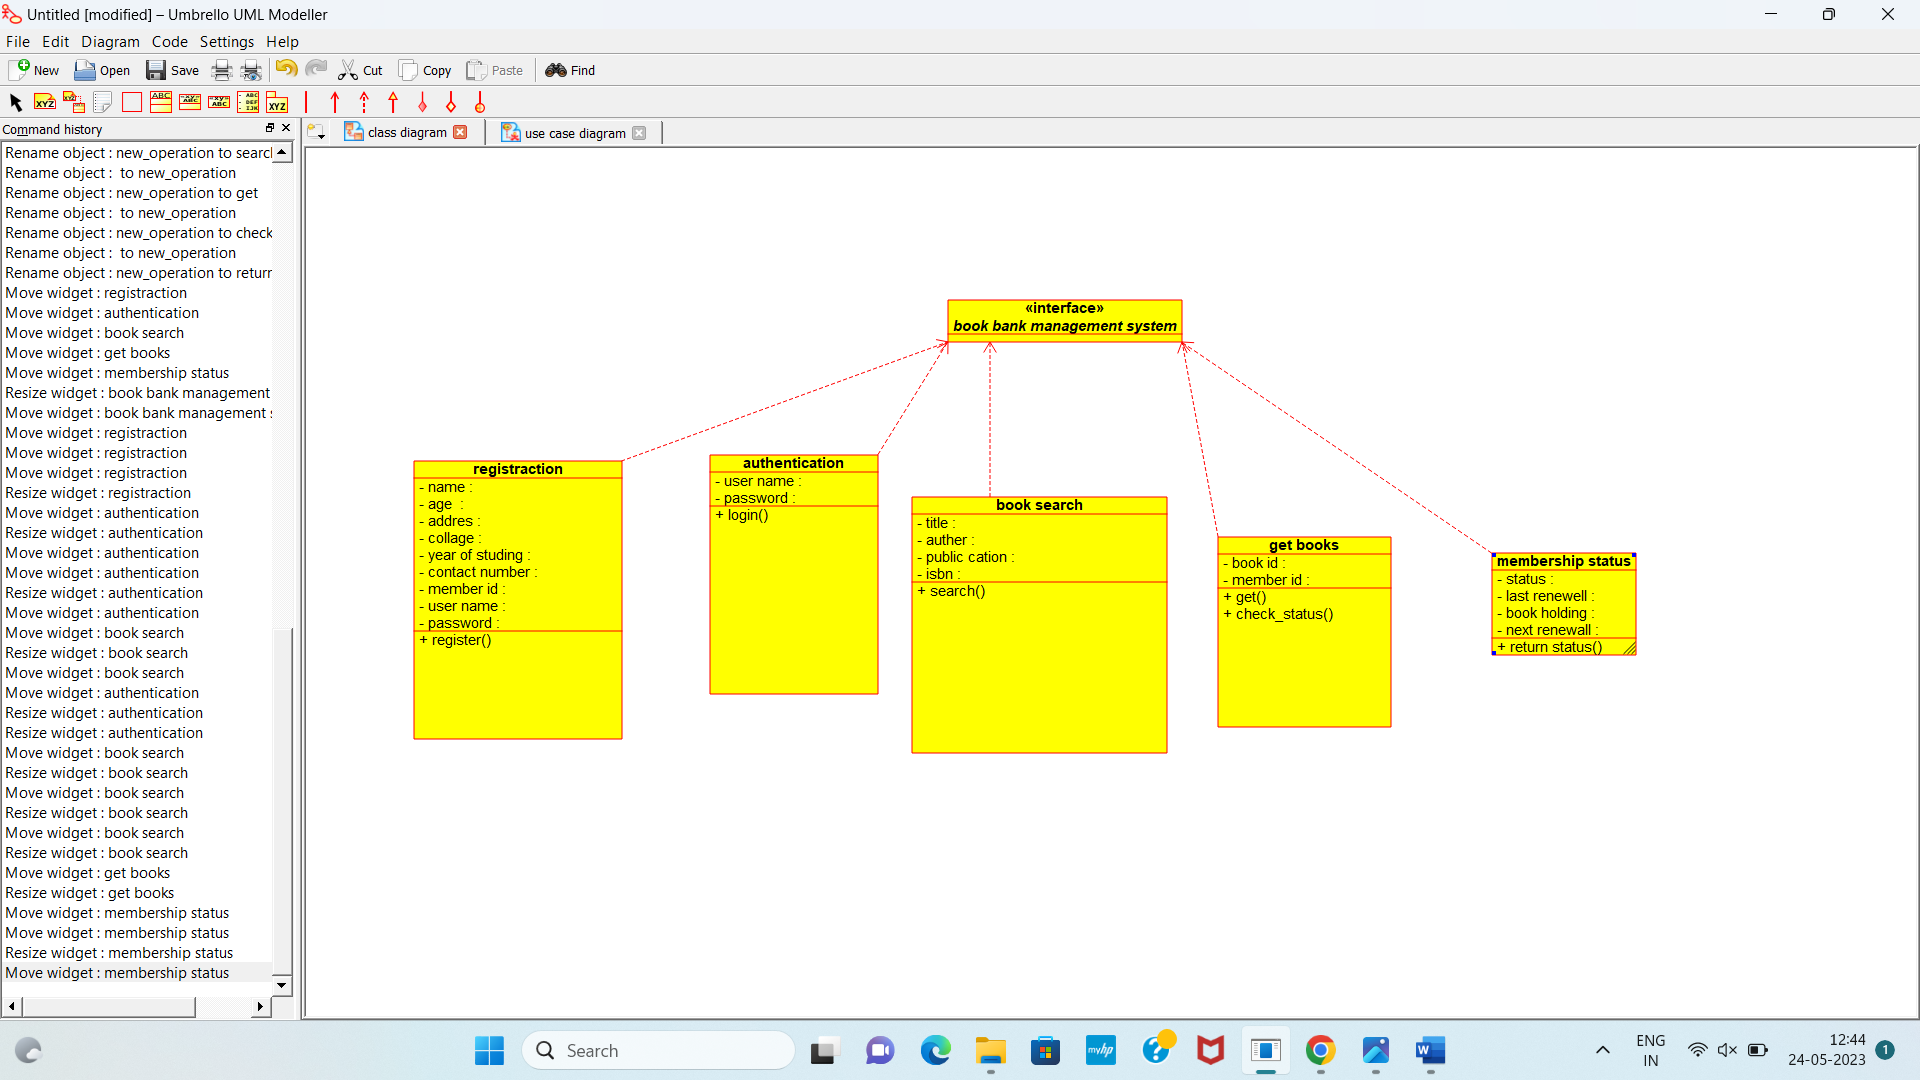 Untitled [modified] – Umbrello UML Modeller
File Edit Diagram Code Settings Help
New Open Save Cut Copy Paste Find
XYZ XYZ ABC XYZ ABC ABC DEF IJK XYZ
Command history
class diagram
use case diagram
Rename object : new_operation to searc
Rename object :  to new_operation
Rename object : new_operation to get
Rename object :  to new_operation
Rename object : new_operation to check
Rename object :  to new_operation
Rename object : new_operation to return
Move widget : registraction
Move widget : authentication
Move widget : book search
Move widget : get books
Move widget : membership status
Resize widget : book bank management
Move widget : book bank management s
Move widget : registraction
Move widget : registraction
Move widget : registraction
Resize widget : registraction
Move widget : authentication
Resize widget : authentication
Move widget : authentication
Move widget : authentication
Resize widget : authentication
Move widget : authentication
Move widget : book search
Resize widget : book search
Move widget : book search
Move widget : authentication
Resize widget : authentication
Resize widget : authentication
Move widget : book search
Resize widget : book search
Move widget : book search
Resize widget : book search
Move widget : book search
Resize widget : book search
Move widget : get books
Resize widget : get books
Move widget : membership status
Move widget : membership status
Resize widget : membership status
Move widget : membership status
«interface»
book bank management system
registraction
- name :
- age :
- addres :
- collage :
- year of studing :
- contact number :
- member id :
- user name :
- password :
+ register()
authentication
- user name :
- password :
+ login()
book search
- title :
- auther :
- public cation :
- isbn :
+ search()
get books
- book id :
- member id :
+ get()
+ check_status()
membership status
- status :
- last renewell :
- book holding :
- next renewall :
+ return status()
Search
myhp
ENG
IN
12:44
24-05-2023
1